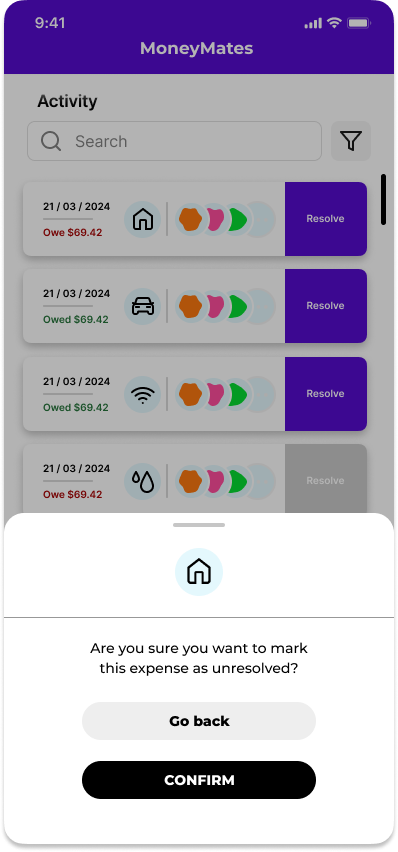 9:41
MoneyMates
Activity
Search
21 / 03 / 2024
Owe $69.42
Resolve
21 / 03 / 2024
Owed $69.42
Resolve
21 / 03 / 2024
Owed $69.42
Resolve
21 / 03 / 2024
Owe $69.42
Resolve
Are you sure you want to mark
this expense as unresolved?
Go back
CONFIRM